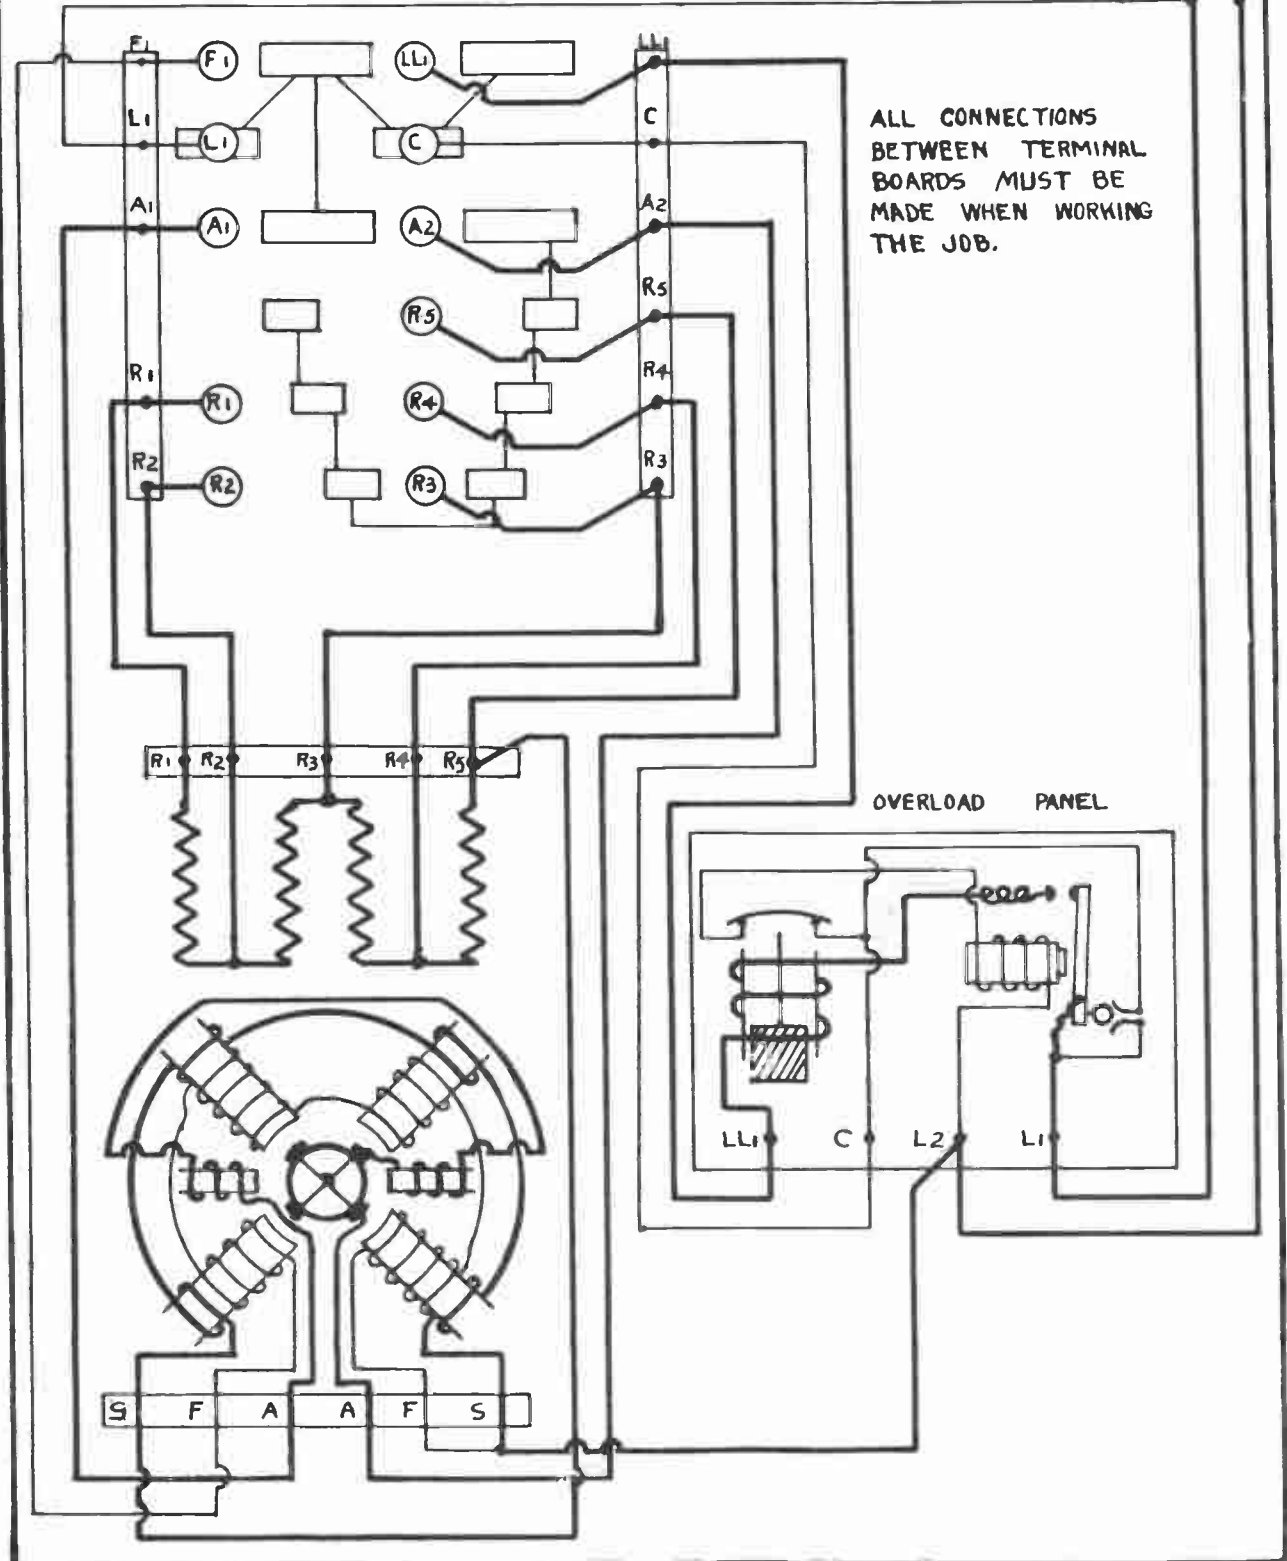 F1
F1
LL1
LL1
L1
L1
C
C
A1
A1
A2
A2
R5
R5
R1
R1
R4
R4
R2
R2
R3
R3
ALL CONNECTIONS
BETWEEN TERMINAL
BOARDS MUST BE
MADE WHEN WORKING
THE JOB.
R1 R2 R3 R4 R5
OVERLOAD PANEL
LL1 C L2 L1
S F A A F S